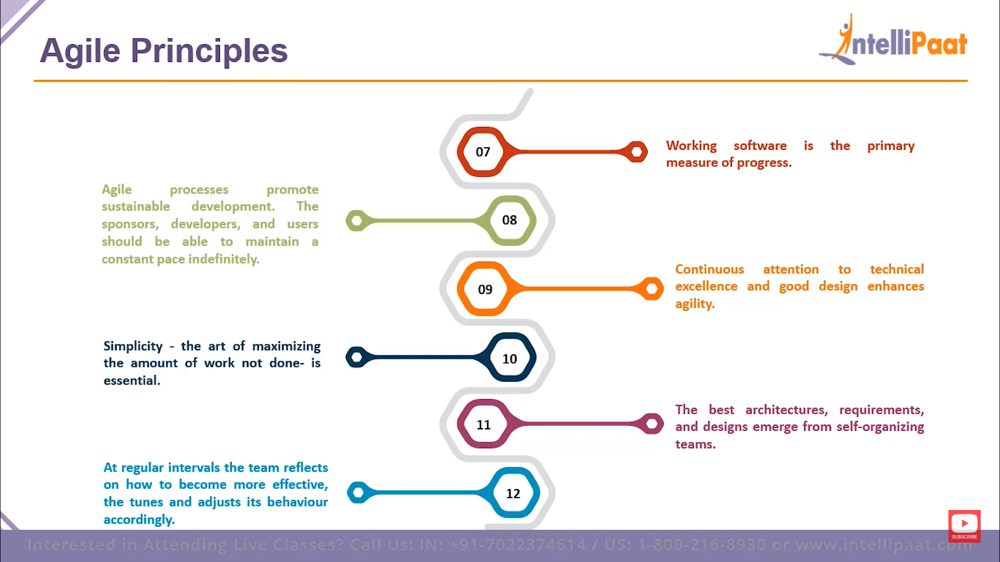 Agile Principles
IntelliPaat
07
Working software is the primary
measure of progress.
Agile processes promote
sustainable development. The
sponsors, developers, and users
should be able to maintain a
constant pace indefinitely.
08
09
Continuous attention to technical
excellence and good design enhances
agility.
Simplicity - the art of maximizing
the amount of work not done- is
essential.
10
11
The best architectures, requirements,
and designs emerge from self-organizing
teams.
At regular intervals the team reflects
on how to become more effective,
the tunes and adjusts its behaviour
accordingly.
12
SUBSCRIBE
Interested in Attending Live Classes? Call Us: IN: +91-7022374614 / US: 1-800-216-8930 or www.intellipaat.com